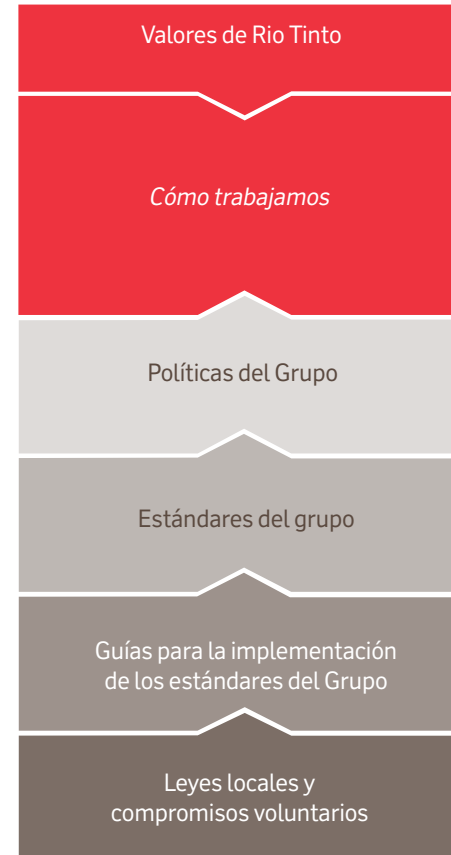 Valores de Rio Tinto
Cómo trabajamos
Políticas del Grupo
Estándares del grupo
Guías para la implementación
de los estándares del Grupo
Leyes locales y
compromisos voluntarios